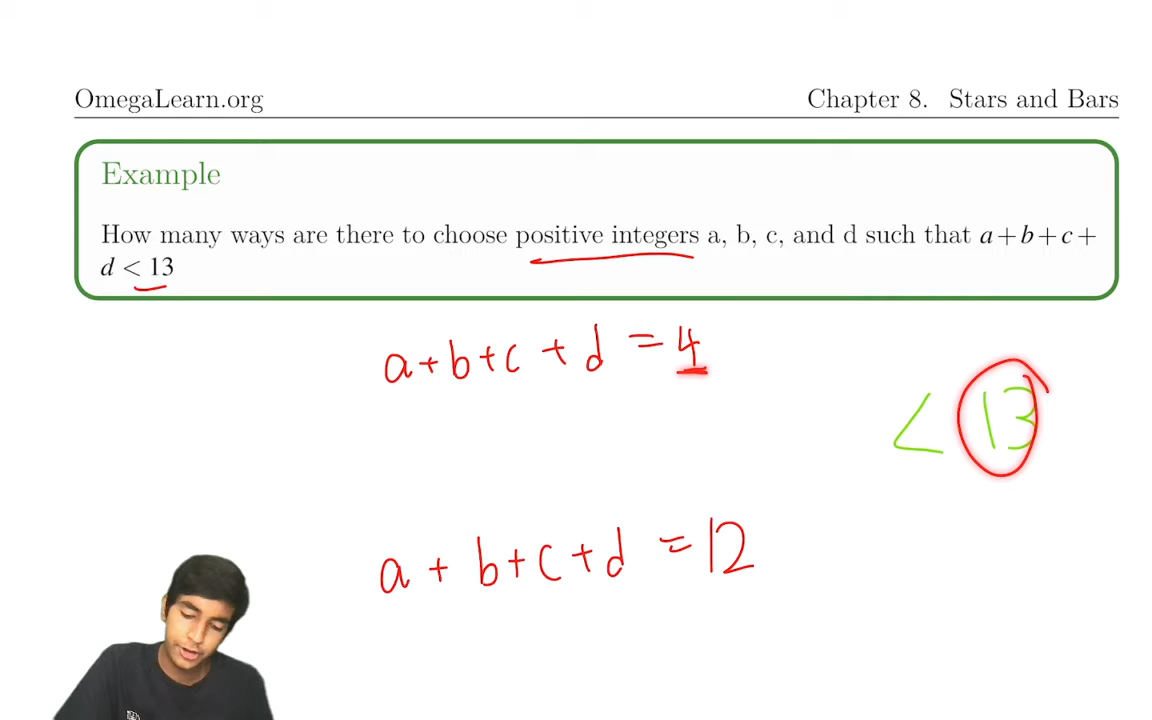 OmegaLearn.org Chapter 8. Stars and Bars
Example
How many ways are there to choose positive integers a, b, c, and d such that a+b+c+
d < 13
a+b+c+d = 4
< 13
a+b+c+d = 12